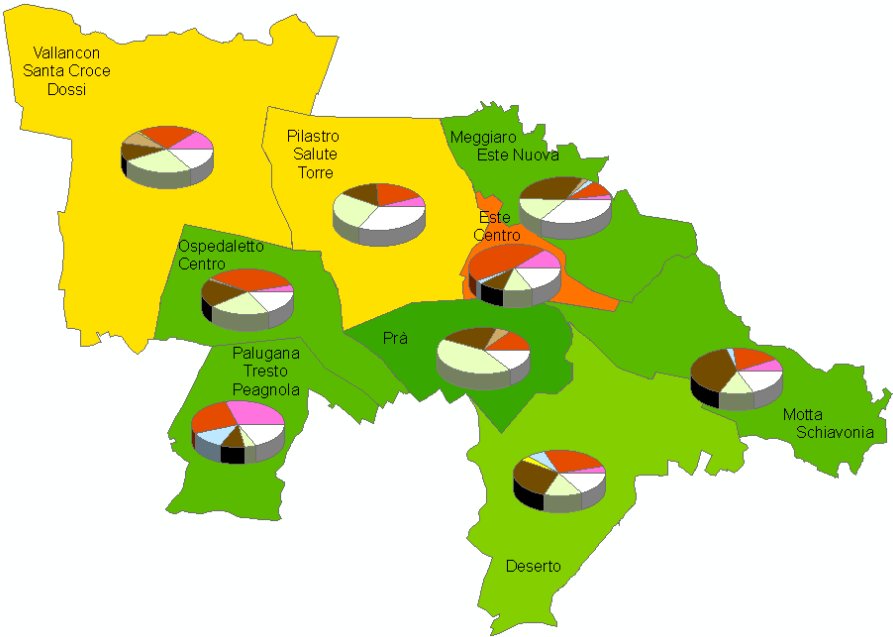 Vallancon
Santa Croce
Dossi
Pilastro
Salute
Torre
Meggiaro
Este Nuova
Este
Centro
Ospedaletto
Centro
Prà
Palugana
Tresto
Peagnola
Motta
Schiavonia
Deserto